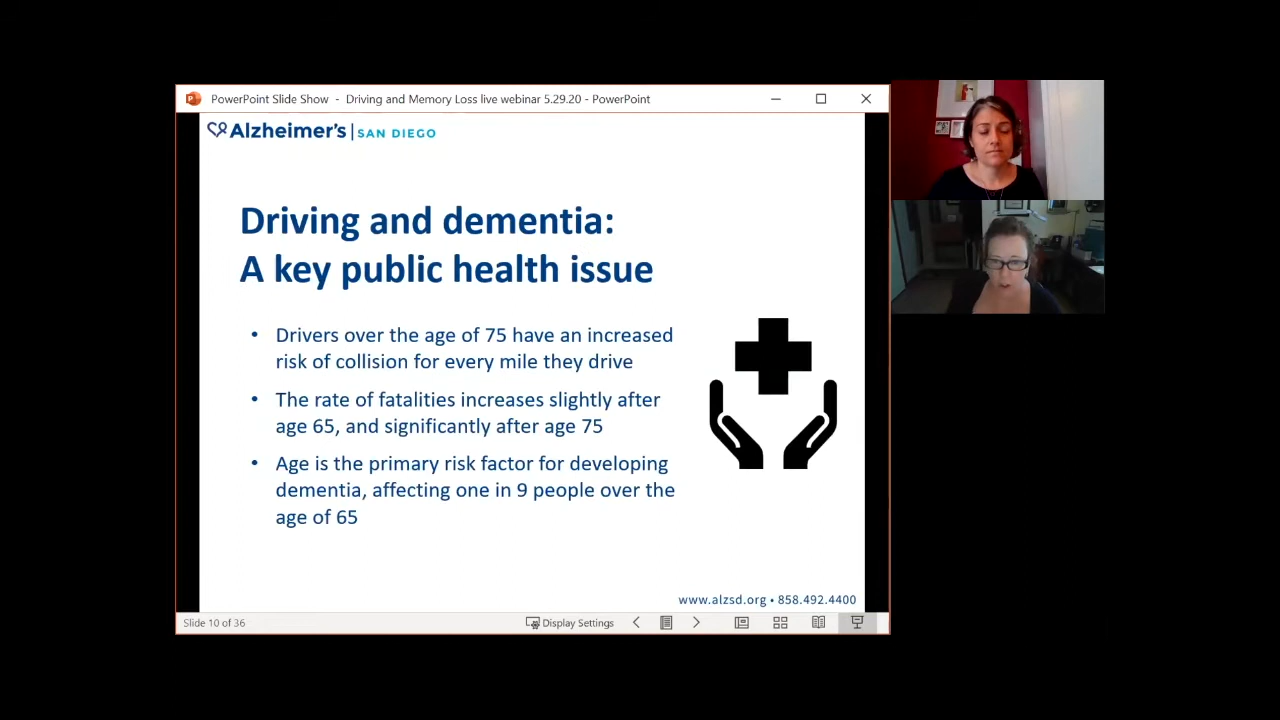 PowerPoint Slide Show - Driving and Memory Loss live webinar 5.29.20 - PowerPoint
Alzheimer's | SAN DIEGO
Driving and dementia:
A key public health issue
• Drivers over the age of 75 have an increased
risk of collision for every mile they drive
• The rate of fatalities increases slightly after
age 65, and significantly after age 75
• Age is the primary risk factor for developing
dementia, affecting one in 9 people over the
age of 65
www.alzsd.org • 858.492.4400
Slide 10 of 36
Display Settings